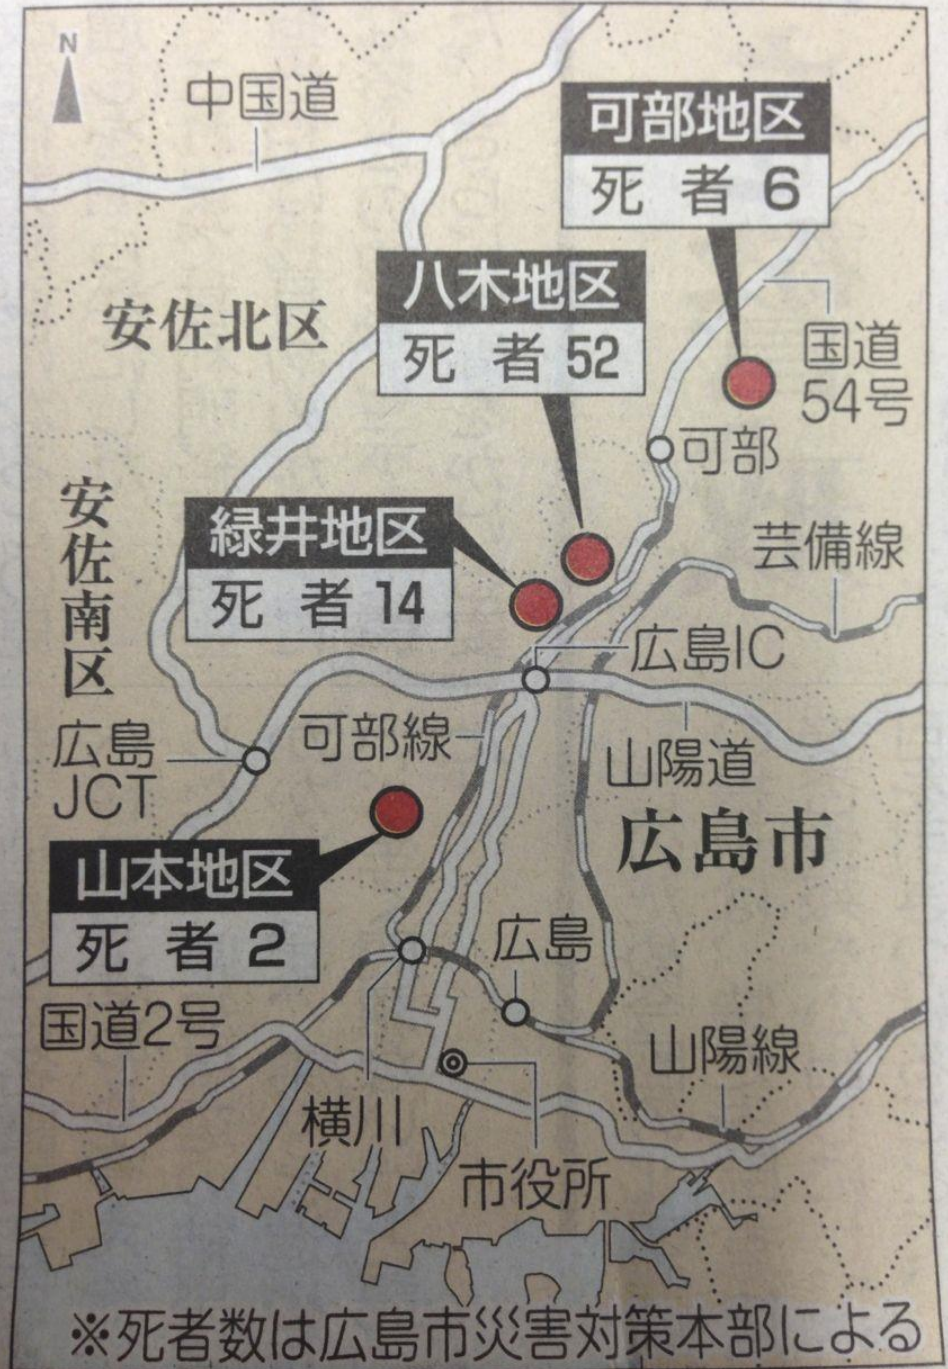 N
中国道
可部地区
死者 6
八木地区
死者 52
安佐北区
国道
54号
可部
安佐南区
緑井地区
死者 14
芸備線
広島IC
広島
JCT
可部線
山陽道
広島市
山本地区
死者 2
広島
国道2号
山陽線
横川
市役所
※死者数は広島市災害対策本部による